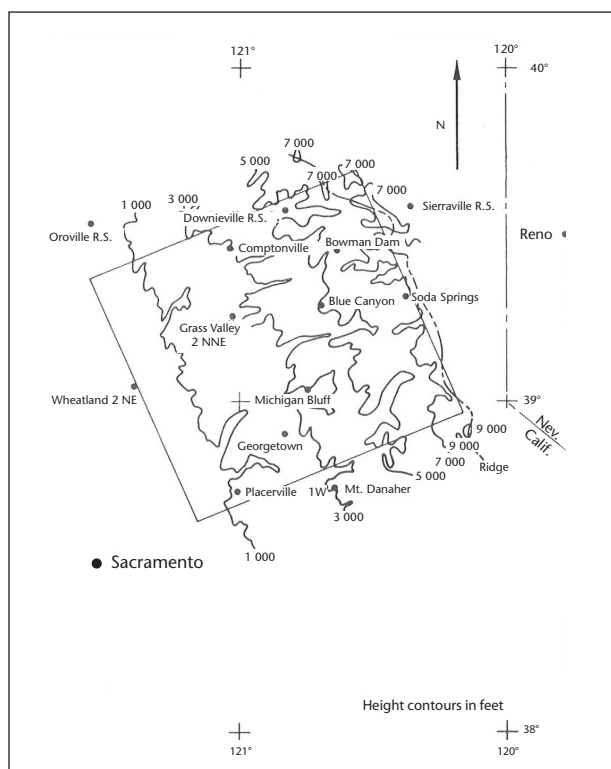 121°
120°
40°
N
7 000
5 000
7 000
7 000
3 000
7 000
1 000
Downieville R.S.
Sierraville R.S.
Oroville R.S.
Reno
Comptonville
Bowman Dam
Blue Canyon
Soda Springs
Grass Valley
2 NNE
Wheatland 2 NE
Michigan Bluff
39°
Nev.
Calif.
9 000
Georgetown
9 000
7 000
Ridge
5 000
Placerville
1W
Mt. Danaher
3 000
1 000
Sacramento
Height contours in feet
38°
121°
120°